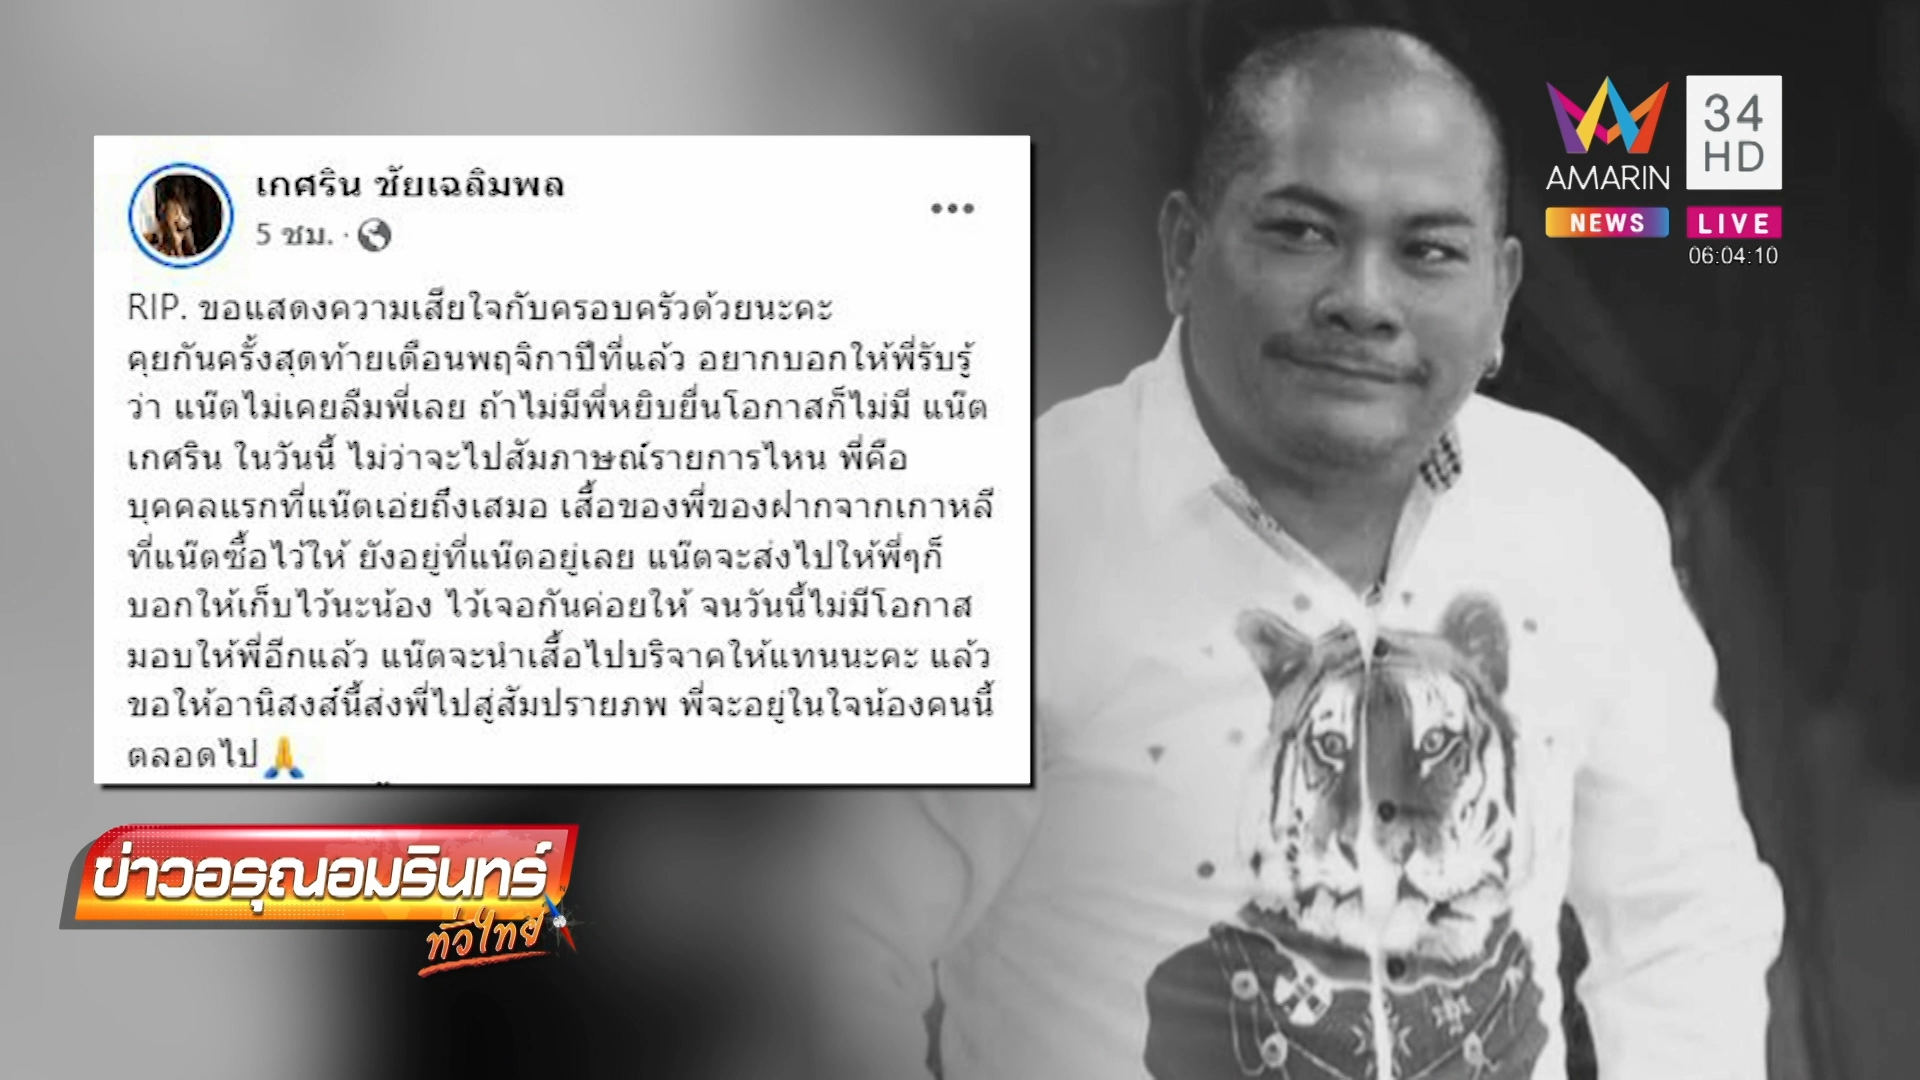 เกศริน ชัยเฉลิมพล
5 ชม. ·
RIP. ขอแสดงความเสียใจกับครอบครัวด้วยนะคะ
คุยกันครั้งสุดท้ายเดือนพฤจิกาปีที่แล้ว อยากบอกให้พี่รับรู้
ว่า แน๊ตไม่เคยลืมพี่เลย ถ้าไม่มีพี่หยิบยื่นโอกาสก็ไม่มี แน๊ต
เกศริน ในวันนี้ ไม่ว่าจะไปสัมภาษณ์รายการไหน พี่คือ
บุคคลแรกที่แน๊ตเอ่ยถึงเสมอ เสื้อของพี่ของฝากจากเกาหลี
ที่แน๊ตซื้อไว้ให้ ยังอยู่ที่แน๊ตอยู่เลย แน๊ตจะส่งไปให้พี่ๆก็
บอกให้เก็บไว้นะน้อง ไว้เจอกันค่อยให้ จนวันนี้ไม่มีโอกาส
มอบให้พี่อีกแล้ว แน๊ตจะนำเสื้อไปบริจาคให้แทนนะคะ แล้ว
ขอให้อานิสงส์นี้ส่งพี่ไปสู่สัมปรายภพ พี่จะอยู่ในใจน้องคนนี้
ตลอดไป🙏
AMARIN
NEWS
34
HD
LIVE
06:04:10
ข่าวอรุณอมรินทร์
ทั่วไทย